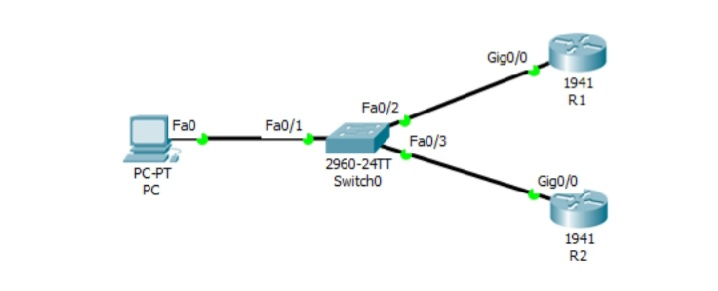 Fa0
PC-PT
PC
Fa0/1
Fa0/2
Fa0/3
2960-24TT
Switch0
Gig0/0
1941
R1
Gig0/0
1941
R2